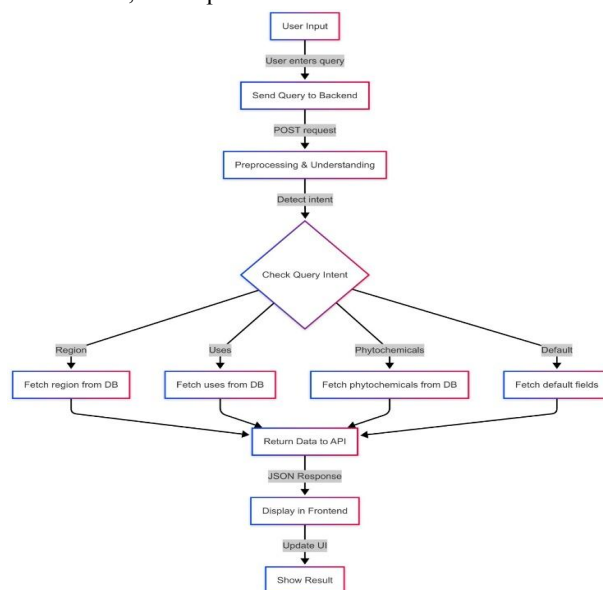 User Input
User enters query
Send Query to Backend
POST request
Preprocessing & Understanding
Detect intent
Check Query Intent
Region
Uses
Phytochemicals
Default
Fetch region from DB
Fetch uses from DB
Fetch phytochemicals from DB
Fetch default fields
Return Data to API
JSON Response
Display in Frontend
Update UI
Show Result